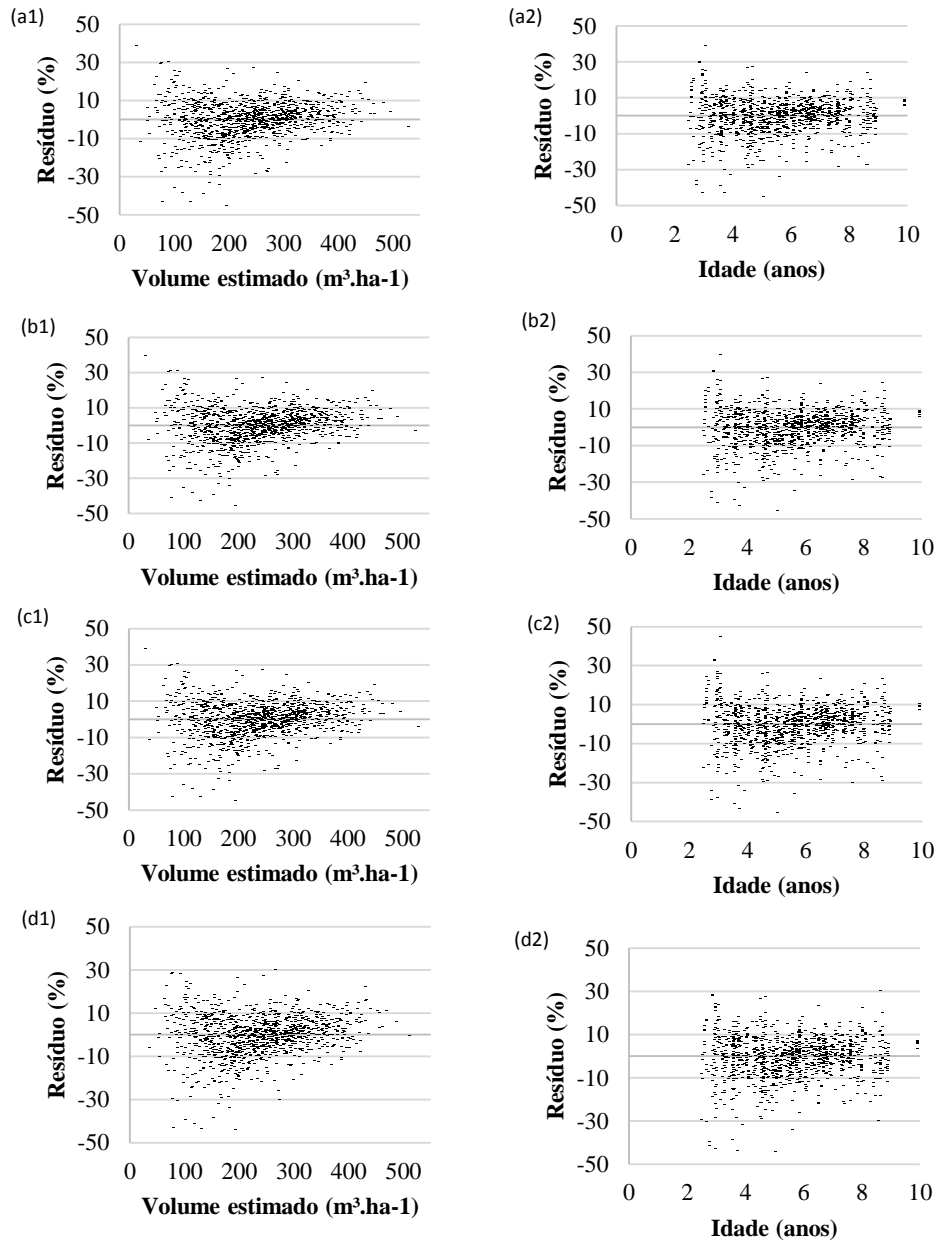 (a1)
50
30
10
-10
-30
-50
Resíduo (%)
0 100 200 300 400 500
Volume estimado (m³.ha-1)
(a2)
50
30
10
-10
-30
-50
Resíduo (%)
0 2 4 6 8 10
Idade (anos)
(b1)
50
30
10
-10
-30
-50
Resíduo (%)
0 100 200 300 400 500
Volume estimado (m³.ha-1)
(b2)
50
30
10
-10
-30
-50
Resíduo (%)
0 2 4 6 8 10
Idade (anos)
(c1)
50
30
10
-10
-30
-50
Resíduo (%)
0 100 200 300 400 500
Volume estimado (m³.ha-1)
(c2)
50
30
10
-10
-30
-50
Resíduo (%)
0 2 4 6 8 10
Idade (anos)
(d1)
50
30
10
-10
-30
-50
Resíduo (%)
0 100 200 300 400 500
Volume estimado (m³.ha-1)
(d2)
50
30
10
-10
-30
-50
Resíduo (%)
0 2 4 6 8 10
Idade (anos)